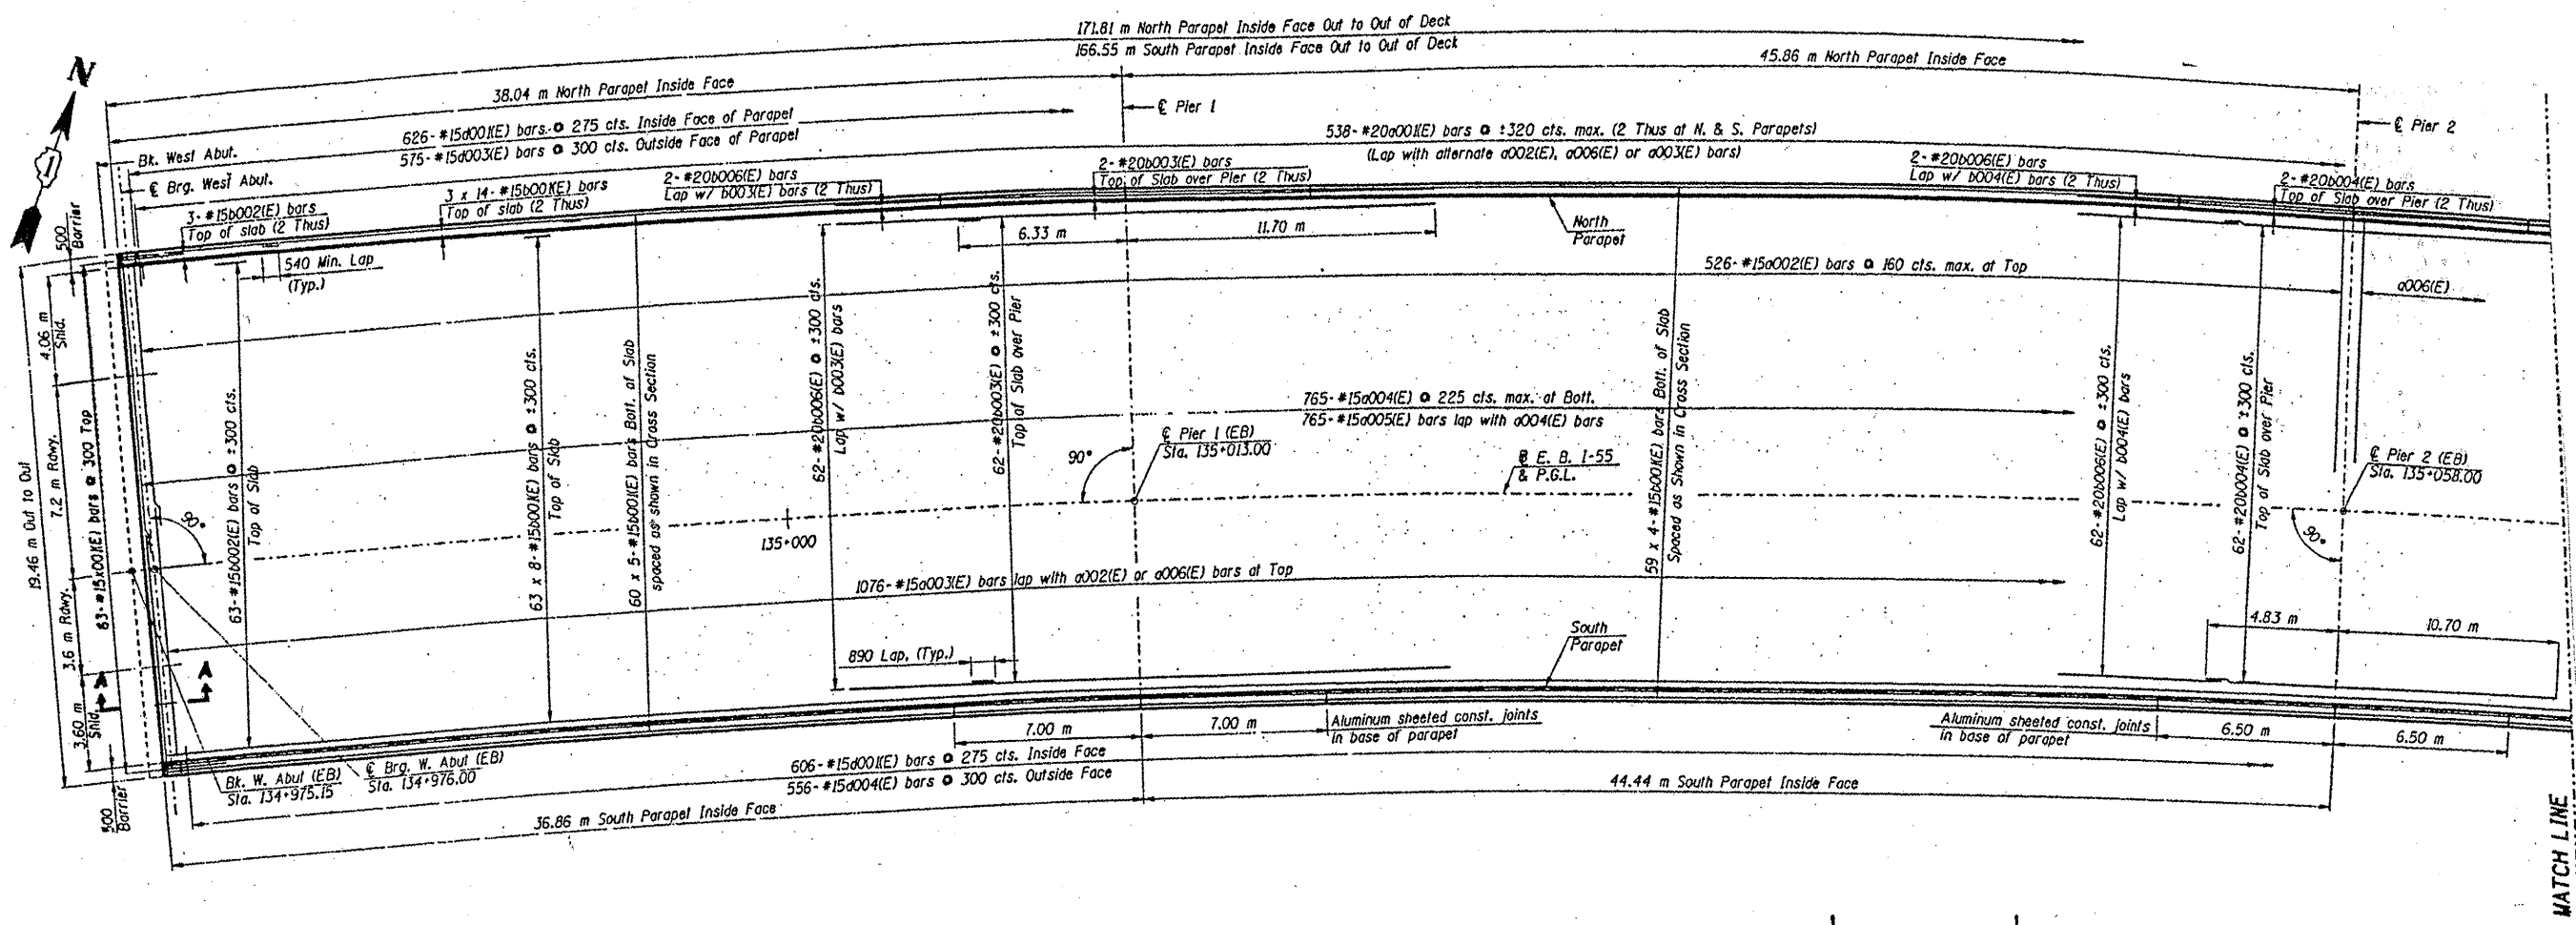 171.81 m North Parapet Inside Face Out to Out of Deck
166.55 m South Parapet Inside Face Out to Out of Deck
45.86 m North Parapet Inside Face
38.04 m North Parapet Inside Face
N
1
℄ Pier 1
℄ Pier 2
626-#15d001(E) bars @ 275 cts. Inside Face of Parapet
575-#15d003(E) bars @ 300 cts. Outside Face of Parapet
538-#20a001(E) bars @ ±320 cts. max. (2 Thus at N. & S. Parapets)
(Lap with alternate a002(E), a006(E) or a003(E) bars)
Bk. West Abut.
℄ Brg. West Abut.
3-#15b002(E) bars
Top of slab (2 Thus)
3 x 14-#15b001(E) bars
Top of slab (2 Thus)
2-#20b006(E) bars
Lap w/ b003(E) bars (2 Thus)
2-#20b003(E) bars
Top of Slab over Pier (2 Thus)
2-#20b006(E) bars
Lap w/ b004(E) bars (2 Thus)
2-#20b004(E) bars
Top of Slab over Pier (2 Thus)
500
Barrier
540 Min. Lap
(Typ.)
6.33 m
11.70 m
North
Parapet
526-#15a002(E) bars @ 160 cts. max. at Top
a006(E)
19.46 m Out to Out
4.06 m
Shld.
7.2 m Rdwy.
3.6 m Rdwy.
3.60 m
Shld.
500
Barrier
63-#15x001(E) bars @ 300 Top
63-#15b002(E) bars @ ±300 cts.
Top of Slab
63 x 8-#15b001(E) bars @ ±300 cts.
Top of Slab
60 x 5-#15b001(E) bars Bott. of Slab
spaced as shown in Cross Section
62-#20b006(E) @ ±300 cts.
Lap w/ b003(E) bars
62-#20b003(E) @ ±300 cts.
Top of Slab over Pier
59 x 4-#15b001(E) bars Bott. of Slab
Spaced as Shown in Cross Section
62-#20b006(E) @ ±300 cts.
Lap w/ b004(E) bars
62-#20b004(E) @ ±300 cts.
Top of Slab over Pier
765-#15a004(E) @ 225 cts. max. at Bott.
765-#15a005(E) bars lap with a004(E) bars
90°
℄ Pier 1 (EB)
Sta. 135+013.00
B E. B. I-55
& P.G.L.
℄ Pier 2 (EB)
Sta. 135+058.00
90°
90°
135+000
1076-#15a003(E) bars lap with a002(E) or a006(E) bars at Top
4.83 m
10.70 m
South
Parapet
890 Lap, (Typ.)
A
A
7.00 m
7.00 m
Aluminum sheeted const. joints
in base of parapet
Aluminum sheeted const. joints
in base of parapet
6.50 m
6.50 m
Bk. W. Abut (EB)
Sta. 134+975.15
℄ Brg. W. Abut (EB)
Sta. 134+976.00
606-#15d001(E) bars @ 275 cts. Inside Face
556-#15d004(E) bars @ 300 cts. Outside Face
44.44 m South Parapet Inside Face
36.86 m South Parapet Inside Face
MATCH LINE